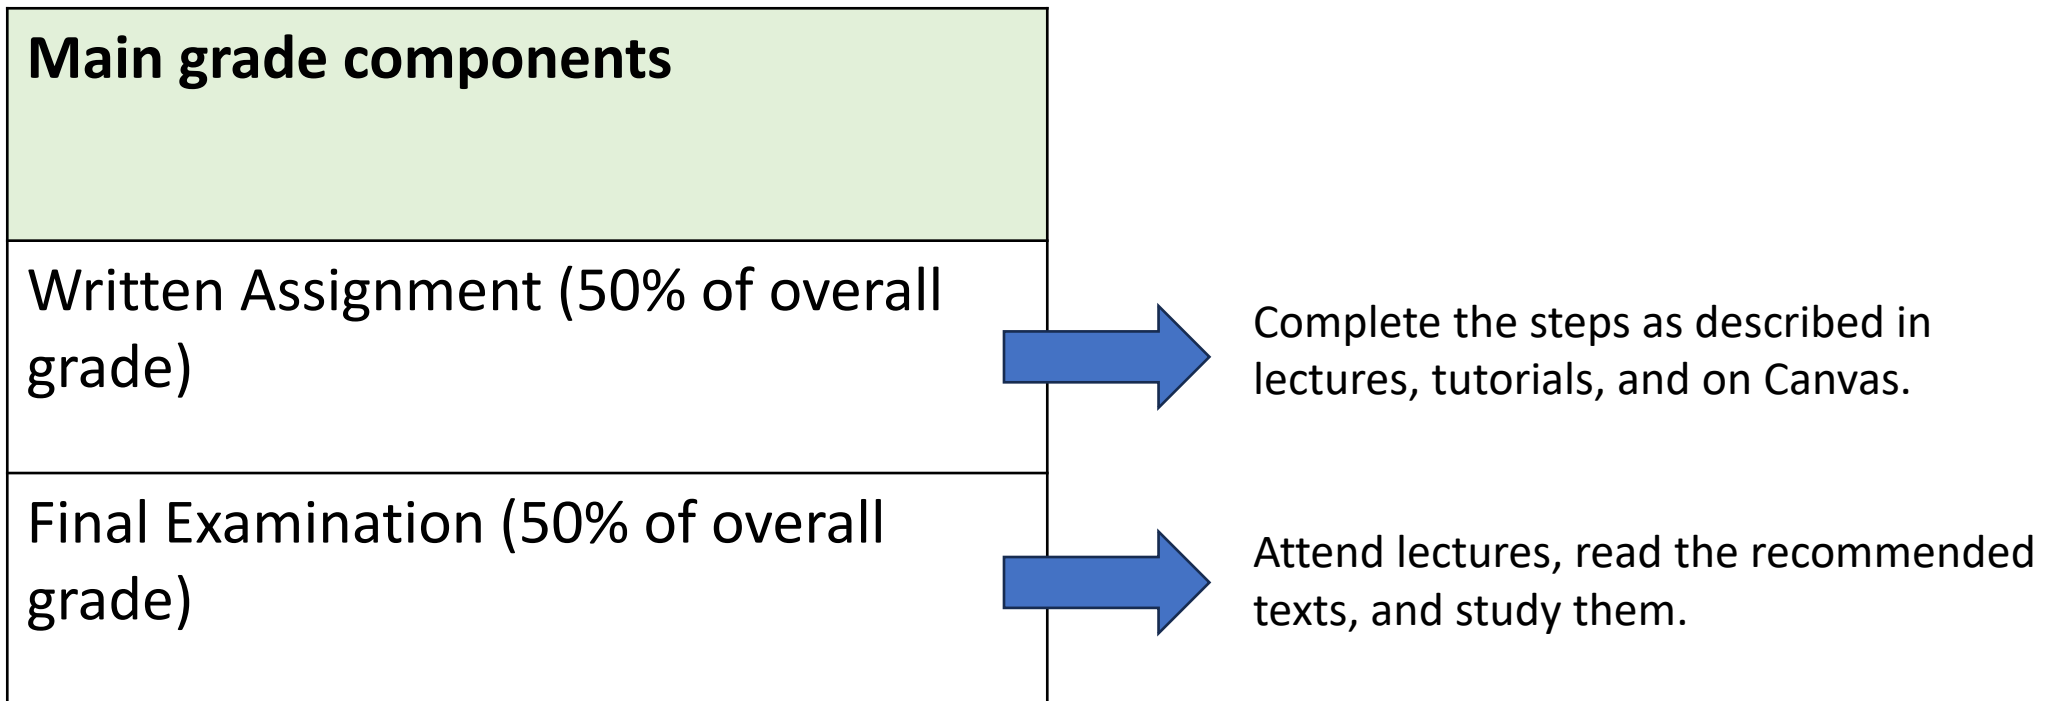 Main grade components
Written Assignment (50% of overall
grade)
Complete the steps as described in
lectures, tutorials, and on Canvas.
Final Examination (50% of overall
grade)
Attend lectures, read the recommended
texts, and study them.